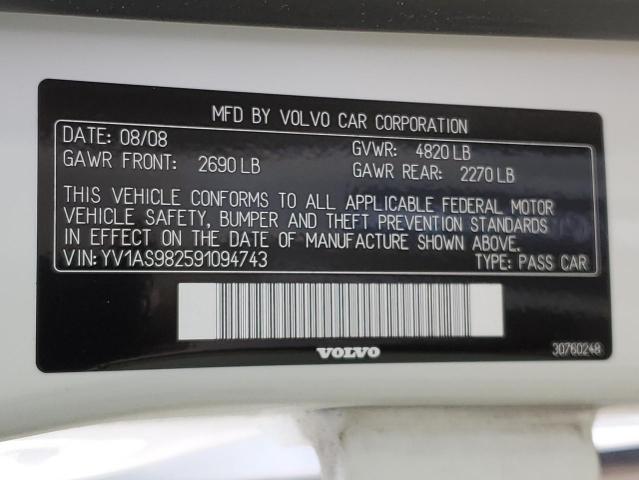 MFD BY VOLVO CAR CORPORATION
DATE: 08/08 GVWR: 4820 LB
GAWR FRONT: 2690 LB GAWR REAR: 2270 LB
THIS VEHICLE CONFORMS TO ALL APPLICABLE FEDERAL MOTOR
VEHICLE SAFETY, BUMPER AND THEFT PREVENTION STANDARDS
IN EFFECT ON THE DATE OF MANUFACTURE SHOWN ABOVE.
VIN: YV1AS982591094743 TYPE: PASS CAR
VOLVO 30760248